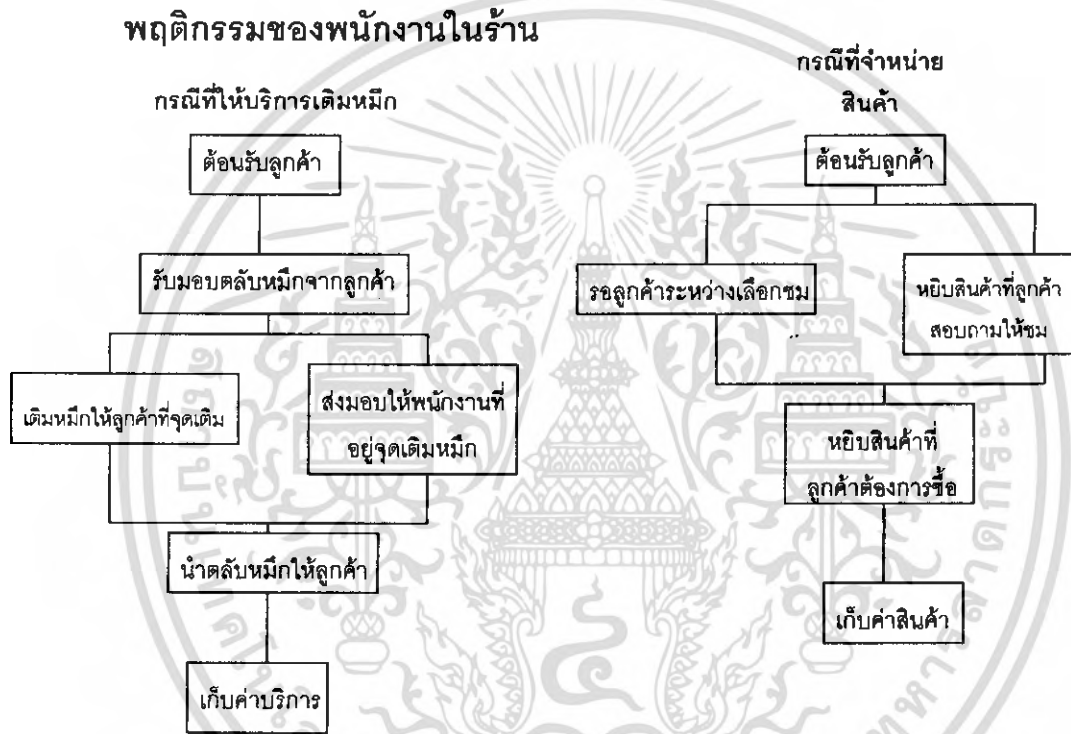 พฤติกรรมของพนักงานในร้าน
กรณีที่ให้บริการเติมหมึก
ต้อนรับลูกค้า
รับมอบตลับหมึกจากลูกค้า
เติมหมึกให้ลูกค้าที่จุดเติม
ส่งมอบให้พนักงานที่
อยู่จุดเติมหมึก
นำตลับหมึกให้ลูกค้า
เก็บค่าบริการ
กรณีที่จำหน่าย
สินค้า
ต้อนรับลูกค้า
รอลูกค้าระหว่างเลือกชม
หยิบสินค้าที่ลูกค้า
สอบถามให้ชม
หยิบสินค้าที่
ลูกค้าต้องการซื้อ
เก็บค่าสินค้า